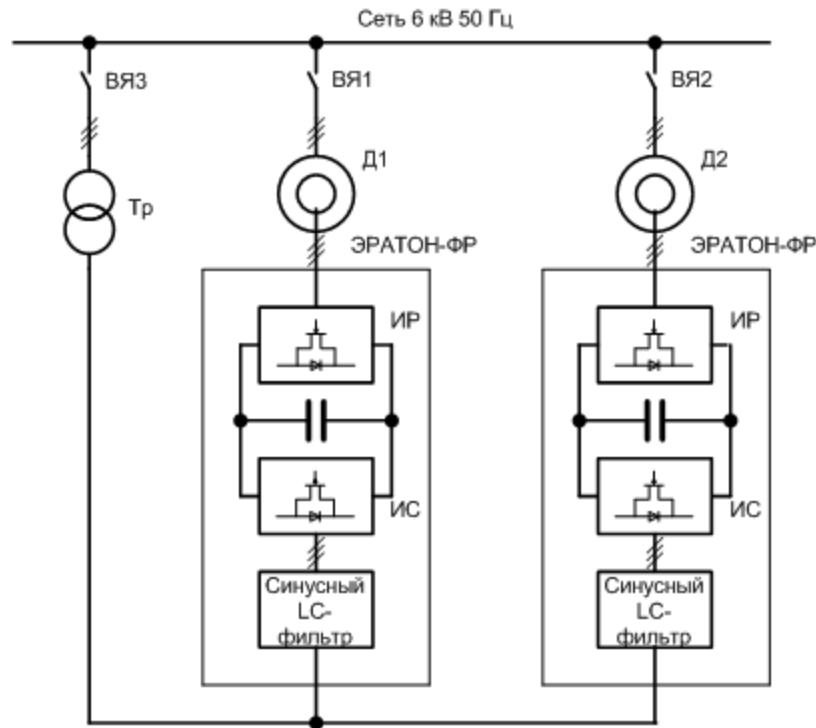 Сеть 6 кВ 50 Гц
ВЯ3
ВЯ1
ВЯ2
Д1
Д2
Тр
ЭРАТОН-ФР
ЭРАТОН-ФР
ИР
ИР
ИС
ИС
Синусный
LC-
фильтр
Синусный
LC-
фильтр